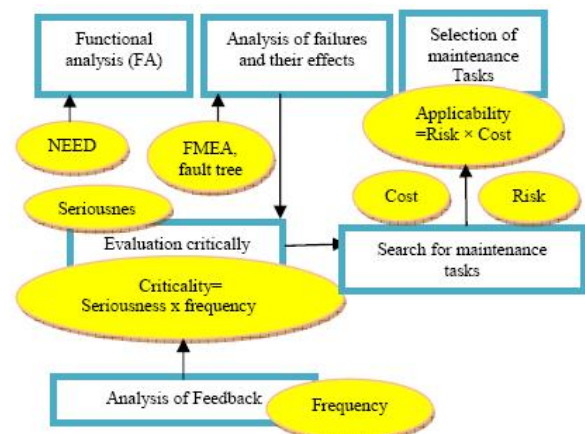 Functional
analysis (FA)
Analysis of failures
and their effects
Selection of
maintenance
Tasks
Applicability
=Risk × Cost
NEED
FMEA,
fault tree
Seriousnes
Cost
Risk
Evaluation critically
Search for maintenance
tasks
Criticality=
Seriousness x frequency
Analysis of Feedback
Frequency